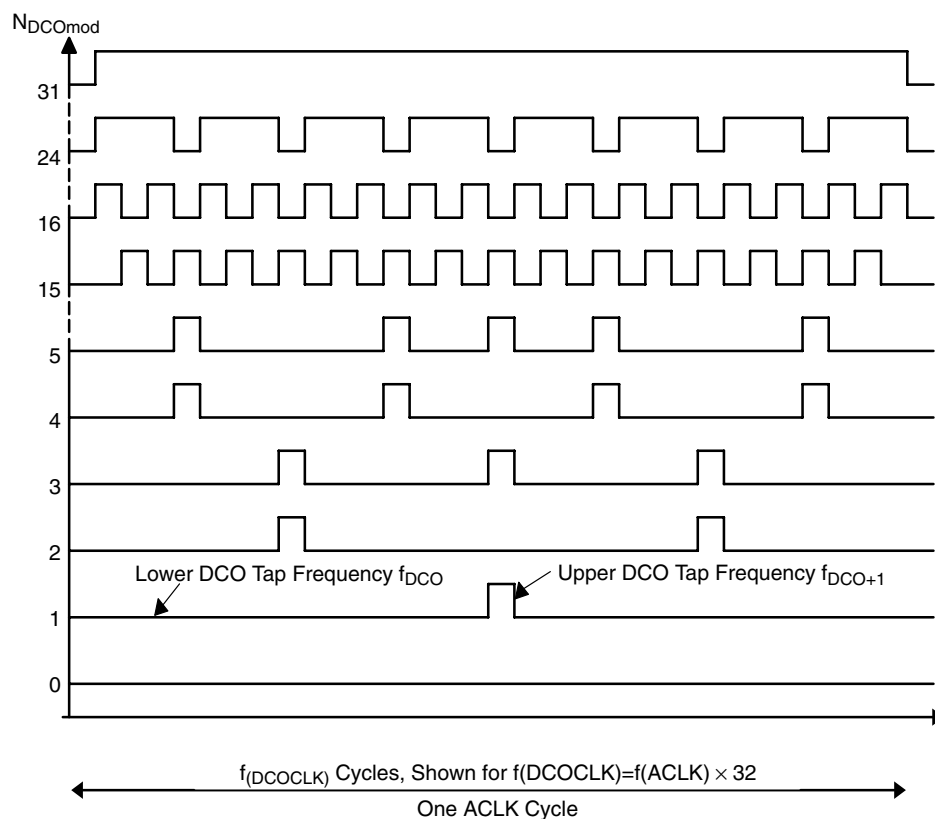 NDCOmod
31
24
16
15
5
4
3
2
Lower DCO Tap Frequency fDCO
Upper DCO Tap Frequency fDCO+1
1
0
f(DCOCLK) Cycles, Shown for f(DCOCLK)=f(ACLK) × 32
One ACLK Cycle